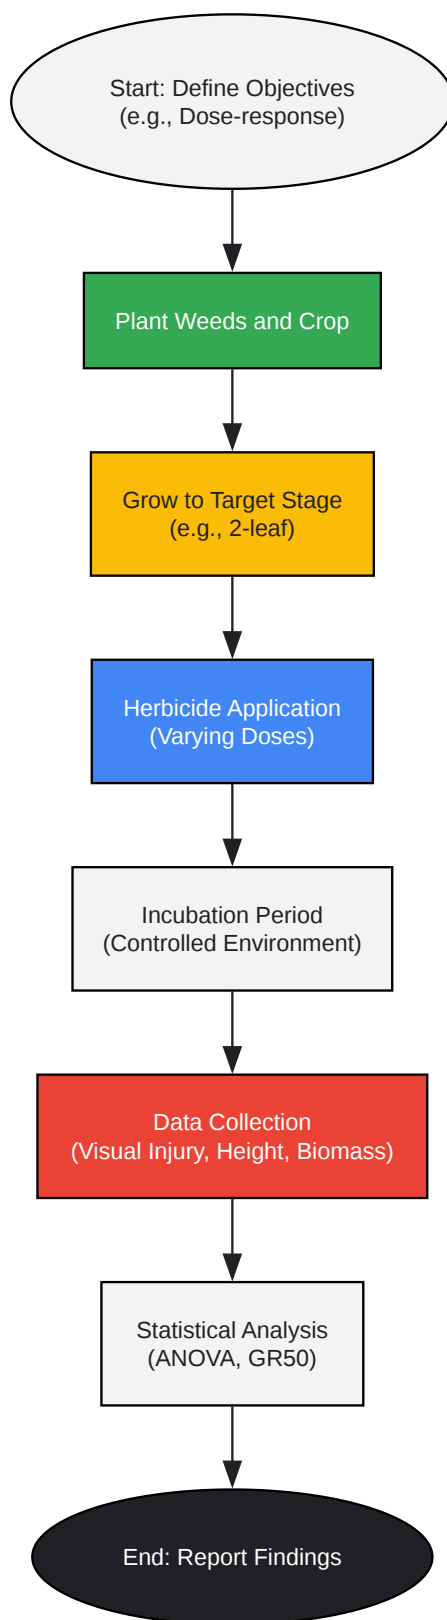 Start: Define Objectives
(e.g., Dose-response)
Plant Weeds and Crop
Grow to Target Stage
(e.g., 2-leaf)
Herbicide Application
(Varying Doses)
Incubation Period
(Controlled Environment)
Data Collection
(Visual Injury, Height, Biomass)
Statistical Analysis
(ANOVA, GR50)
End: Report Findings